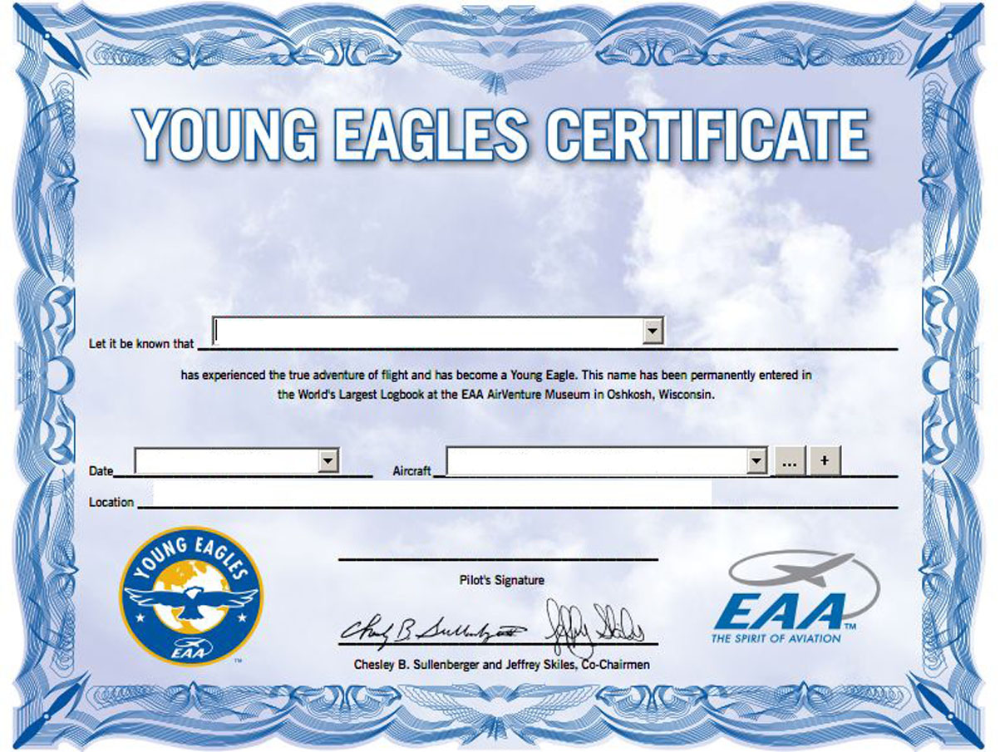 YOUNG EAGLES CERTIFICATE
Let it be known that
has experienced the true adventure of flight and has become a Young Eagle. This name has been permanently entered in
the World's Largest Logbook at the EAA AirVenture Museum in Oshkosh, Wisconsin.
Date
Aircraft
... +
Location
YOUNG EAGLES
EAA
TM
Pilot's Signature
Chesley B. Sullenberger and Jeffrey Skiles, Co-Chairmen
EAA TM
THE SPIRIT OF AVIATION